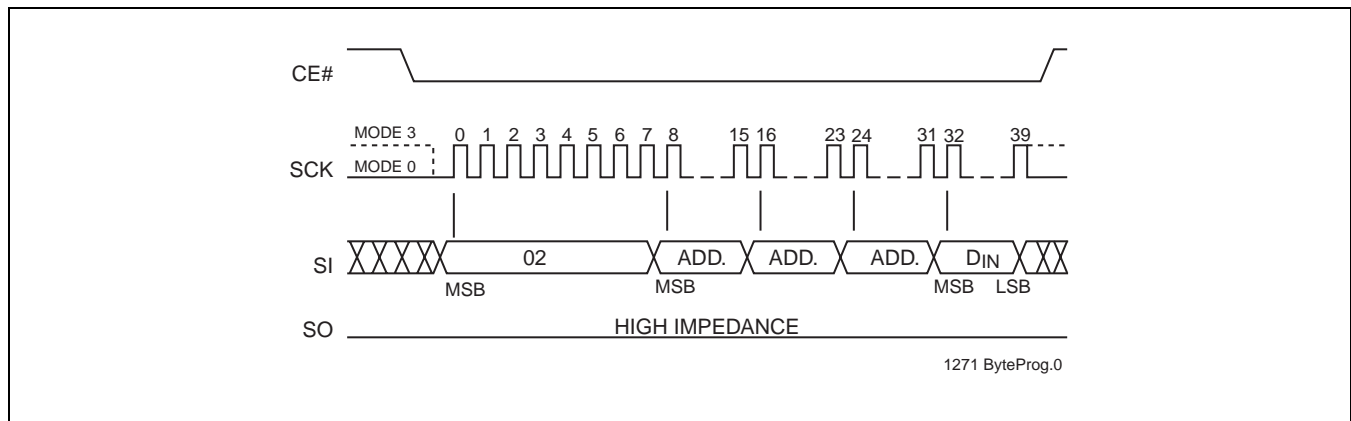 CE#
MODE 3
0 1 2 3 4 5 6 7 8 15 16 23 24 31 32 39
SCK
MODE 0
SI
02 ADD. ADD. ADD. DIN
MSB MSB MSB LSB
SO
HIGH IMPEDANCE
1271 ByteProg.0